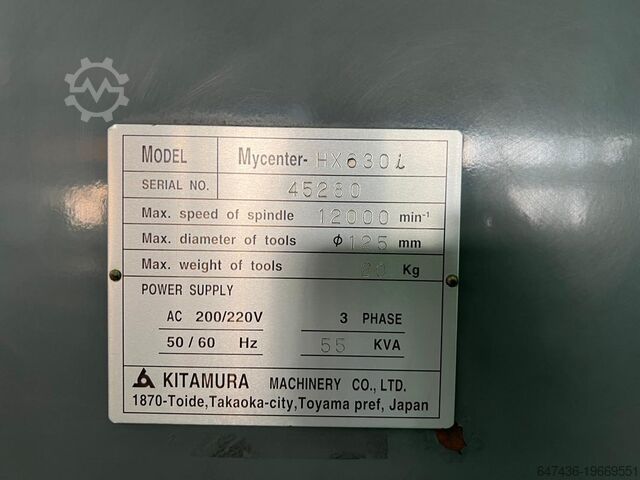 MODEL Mycenter-HX630i
SERIAL NO. 45280
Max. speed of spindle 12000 min⁻¹
Max. diameter of tools φ125 mm
Max. weight of tools 20 Kg
POWER SUPPLY
AC 200/220V 3 PHASE
50/60 Hz 55 KVA
KITAMURA MACHINERY CO., LTD.
1870-Toide,Takaoka-city,Toyama pref, Japan
647436-19669551